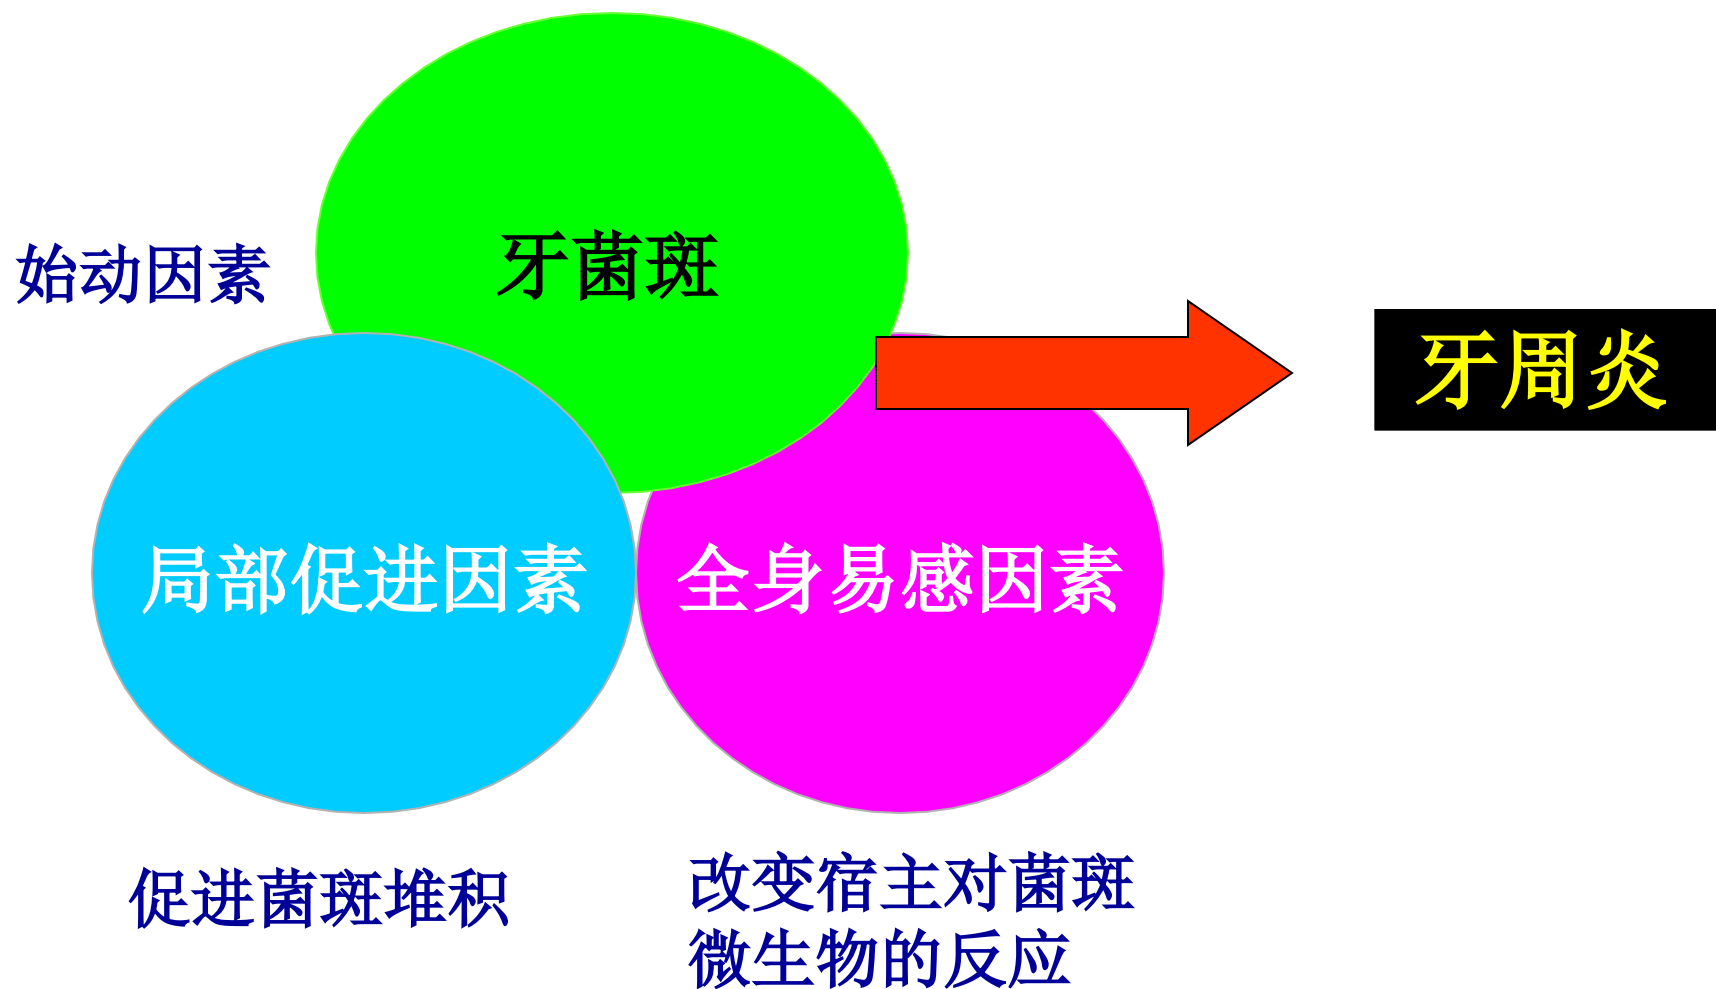 牙菌斑
始动因素
牙周炎
局部促进因素
全身易感因素
促进菌斑堆积
改变宿主对菌斑
微生物的反应